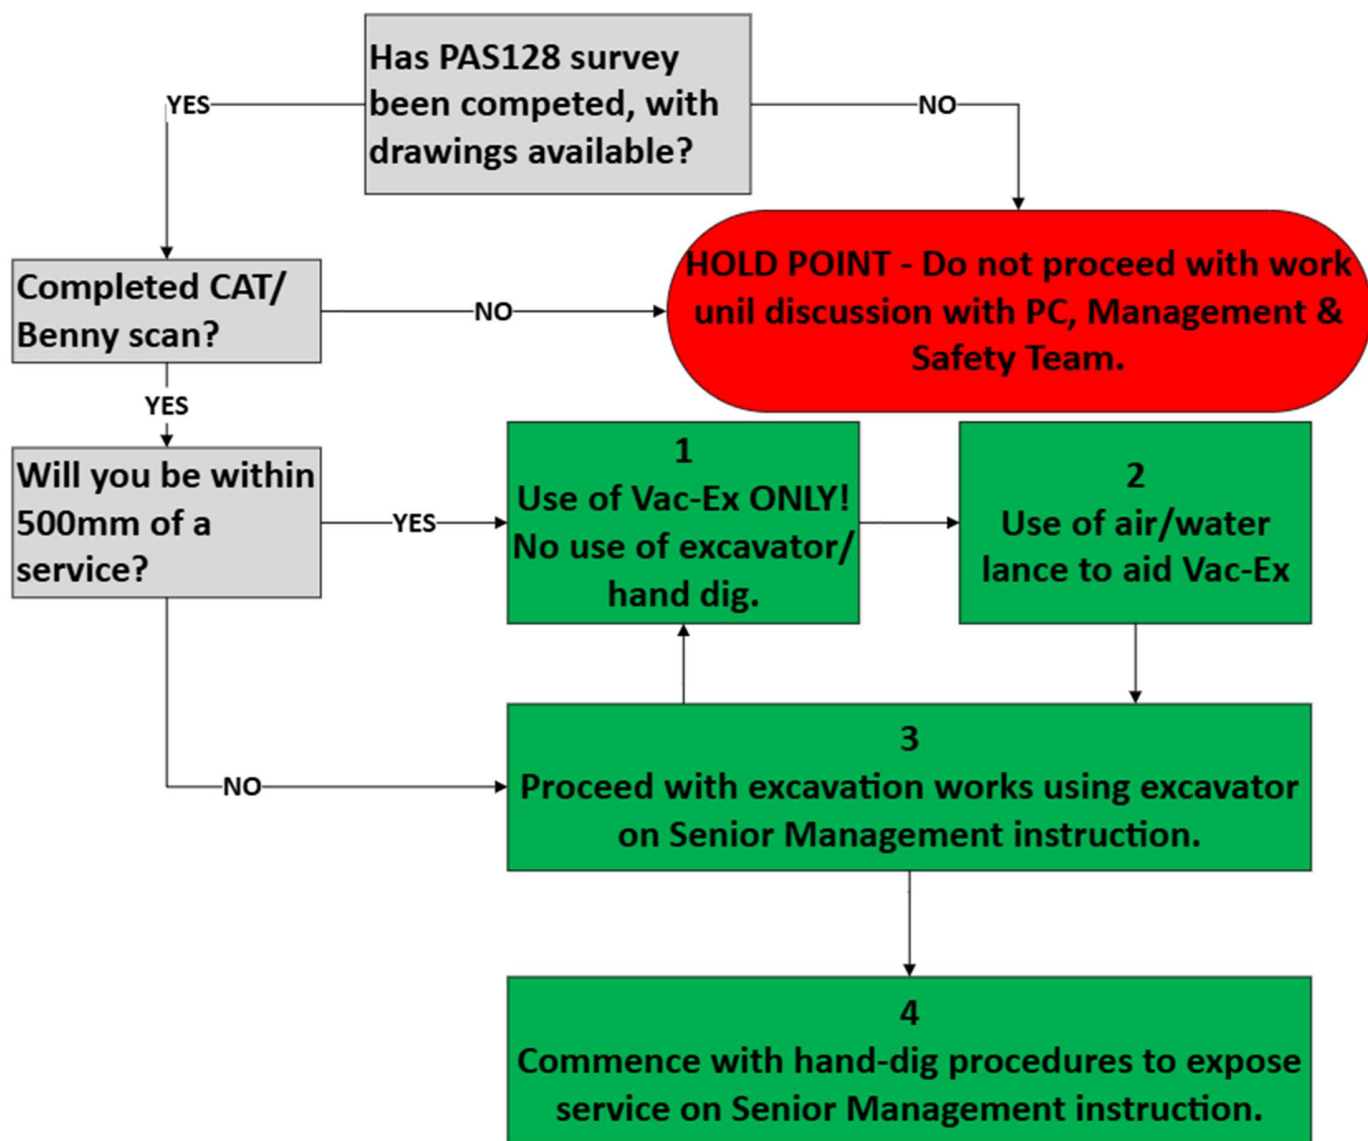 Has PAS128 survey
been competed, with
drawings available?
YES
NO
Completed CAT/
Benny scan?
NO
HOLD POINT - Do not proceed with work
unil discussion with PC, Management &
Safety Team.
YES
Will you be within
500mm of a
service?
YES
1
Use of Vac-Ex ONLY!
No use of excavator/
hand dig.
2
Use of air/water
lance to aid Vac-Ex
NO
3
Proceed with excavation works using excavator
on Senior Management instruction.
4
Commence with hand-dig procedures to expose
service on Senior Management instruction.